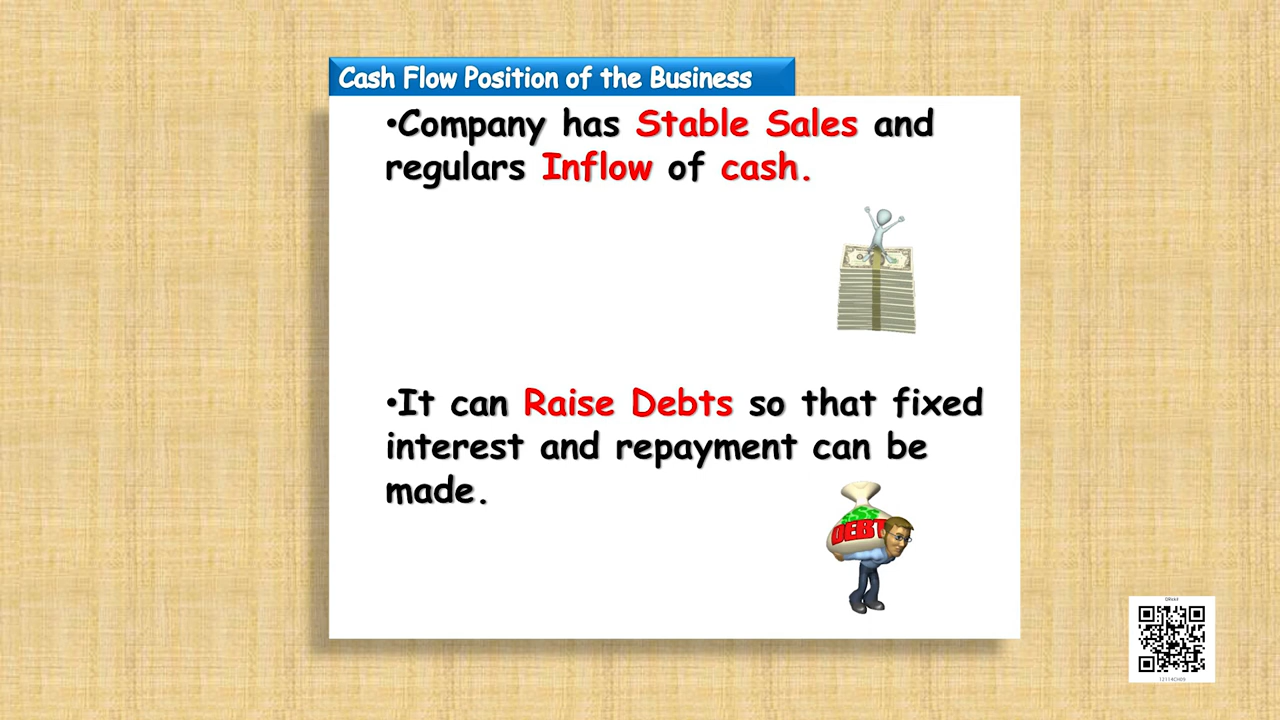 Cash Flow Position of the Business
•Company has Stable Sales and
regulars Inflow of cash.
•It can Raise Debts so that fixed
interest and repayment can be
made.
DEBT
12114CH09